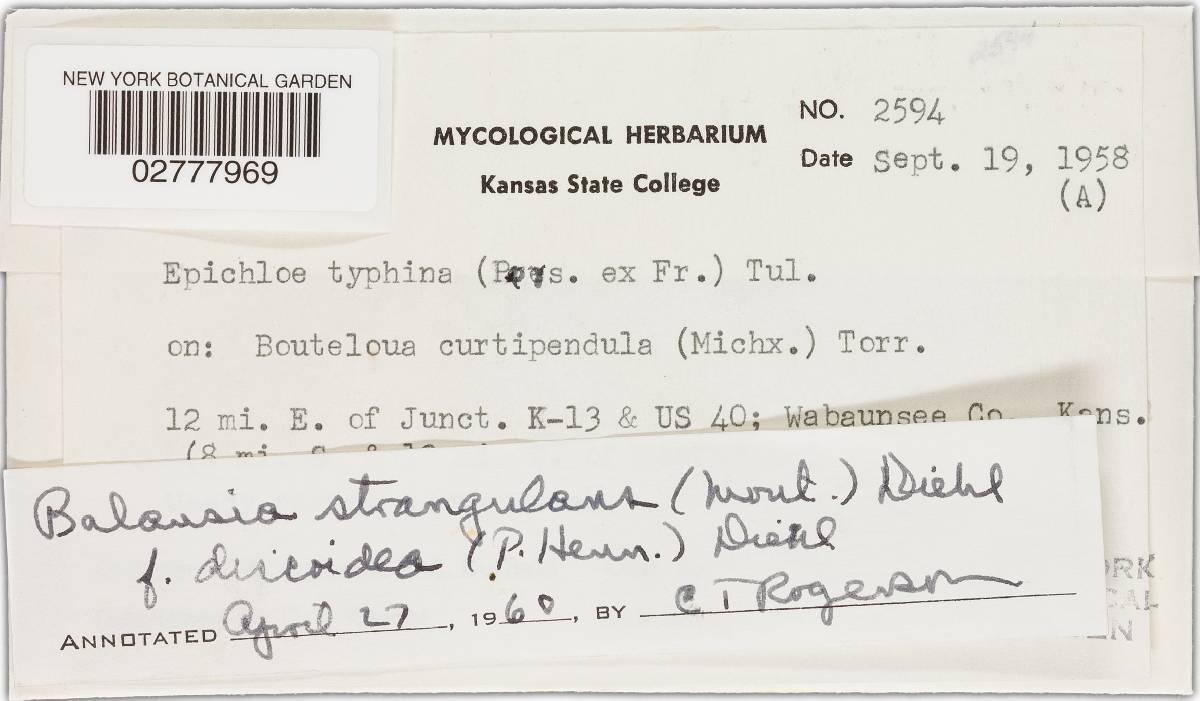 NEW YORK BOTANICAL GARDEN
02777969
MYCOLOGICAL HERBARIUM
Kansas State College
NO. 2594
Date Sept. 19, 1958
(A)
Epichloe typhina (Pers. ex Fr.) Tul.
on: Bouteloua curtipendula (Michx.) Torr.
12 mi. E. of Junct. K-13 & US 40; Wabaunsee Co. Kans.
(8 mi.
Balansia strangulans (Mont.) Diehl
f. discoidea (P. Henn.) Diehl
ANNOTATED April 27, 1960, BY C T Rogerson